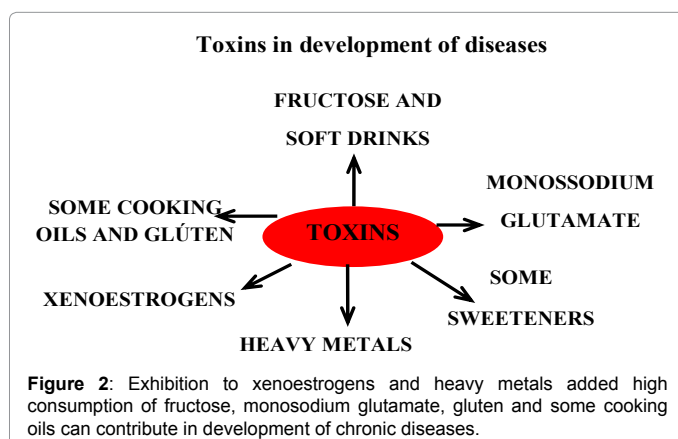 Toxins in development of diseases
FRUCTOSE AND
SOFT DRINKS
MONOSSODIUM
GLUTAMATE
SOME COOKING
OILS AND GLÚTEN
TOXINS
SOME
SWEETENERS
XENOESTROGENS
HEAVY METALS
Figure 2: Exhibition to xenoestrogens and heavy metals added high
consumption of fructose, monosodium glutamate, gluten and some cooking
oils can contribute in development of chronic diseases.